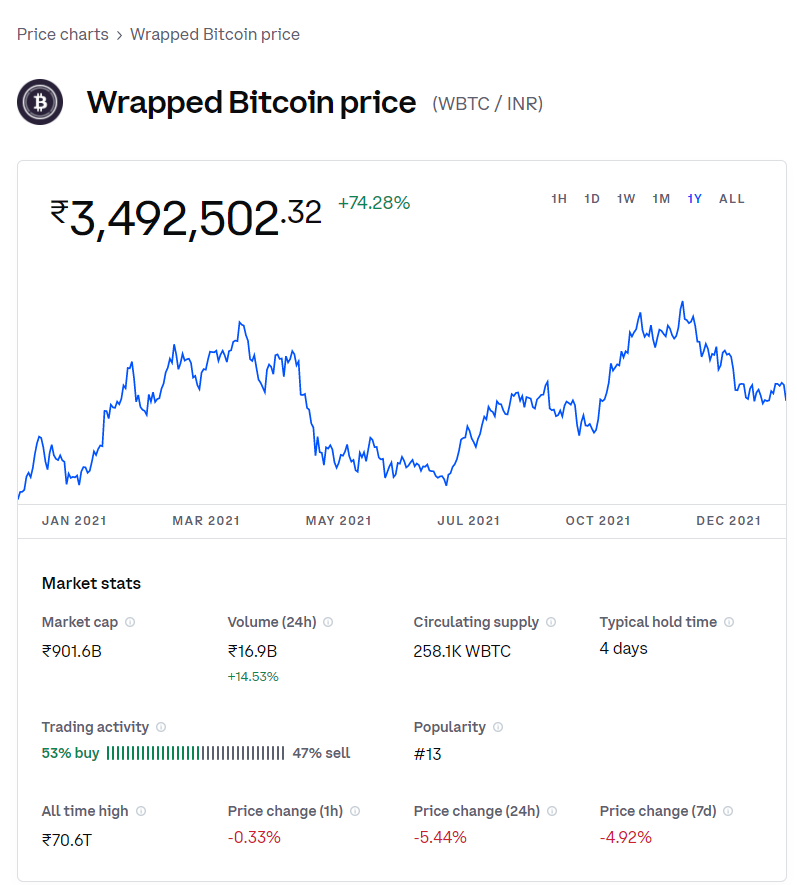 Price charts › Wrapped Bitcoin price
Wrapped Bitcoin price (WBTC / INR)
₹3,492,502.32 +74.28% 1H 1D 1W 1M 1Y ALL
JAN 2021 MAR 2021 MAY 2021 JUL 2021 OCT 2021 DEC 2021
Market stats
Market cap Volume (24h) Circulating supply Typical hold time
₹901.6B ₹16.9B 258.1K WBTC 4 days
+14.53%
Trading activity Popularity
53% buy 47% sell #13
All time high Price change (1h) Price change (24h) Price change (7d)
₹70.6T -0.33% -5.44% -4.92%